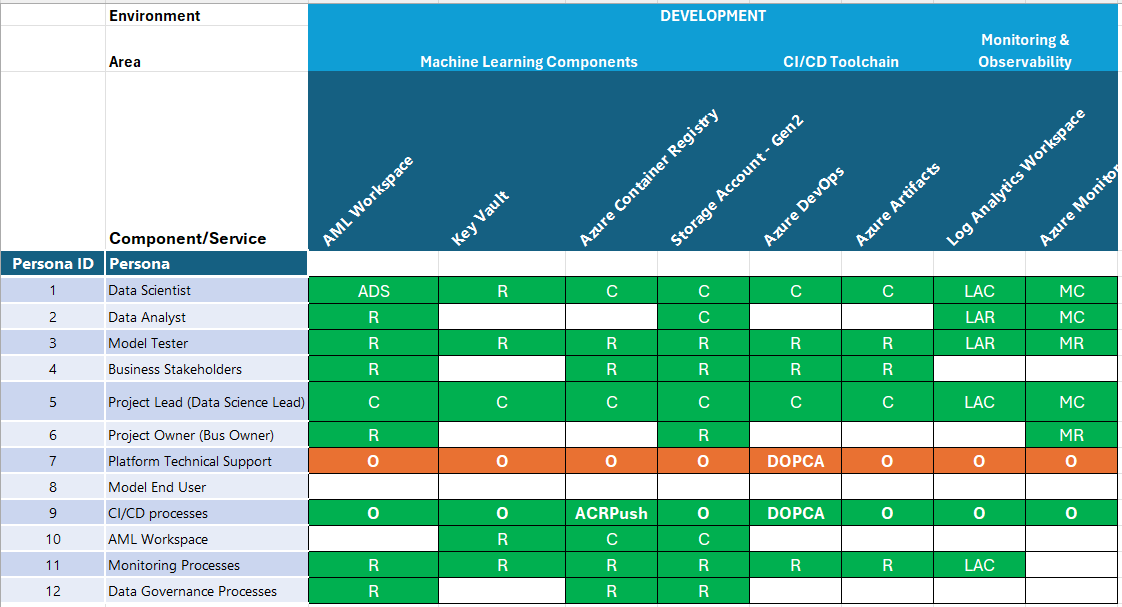 Environment DEVELOPMENT
Area Machine Learning Components CI/CD Toolchain Monitoring & Observability
Component/Service AML Workspace Key Vault Azure Container Registry Storage Account - Gen2 Azure DevOps Azure Artifacts Log Analytics Workspace Azure Monitor
Persona ID Persona
1 Data Scientist ADS R C C C C LAC MC
2 Data Analyst R C LAR MC
3 Model Tester R R R R R R LAR MR
4 Business Stakeholders R R R R R
5 Project Lead (Data Science Lead) C C C C C C LAC MC
6 Project Owner (Bus Owner) R R MR
7 Platform Technical Support O O O O DOPCA O O O
8 Model End User
9 CI/CD processes O O ACRPush O DOPCA O O O
10 AML Workspace R C C
11 Monitoring Processes R R R R R R LAC
12 Data Governance Processes R R R